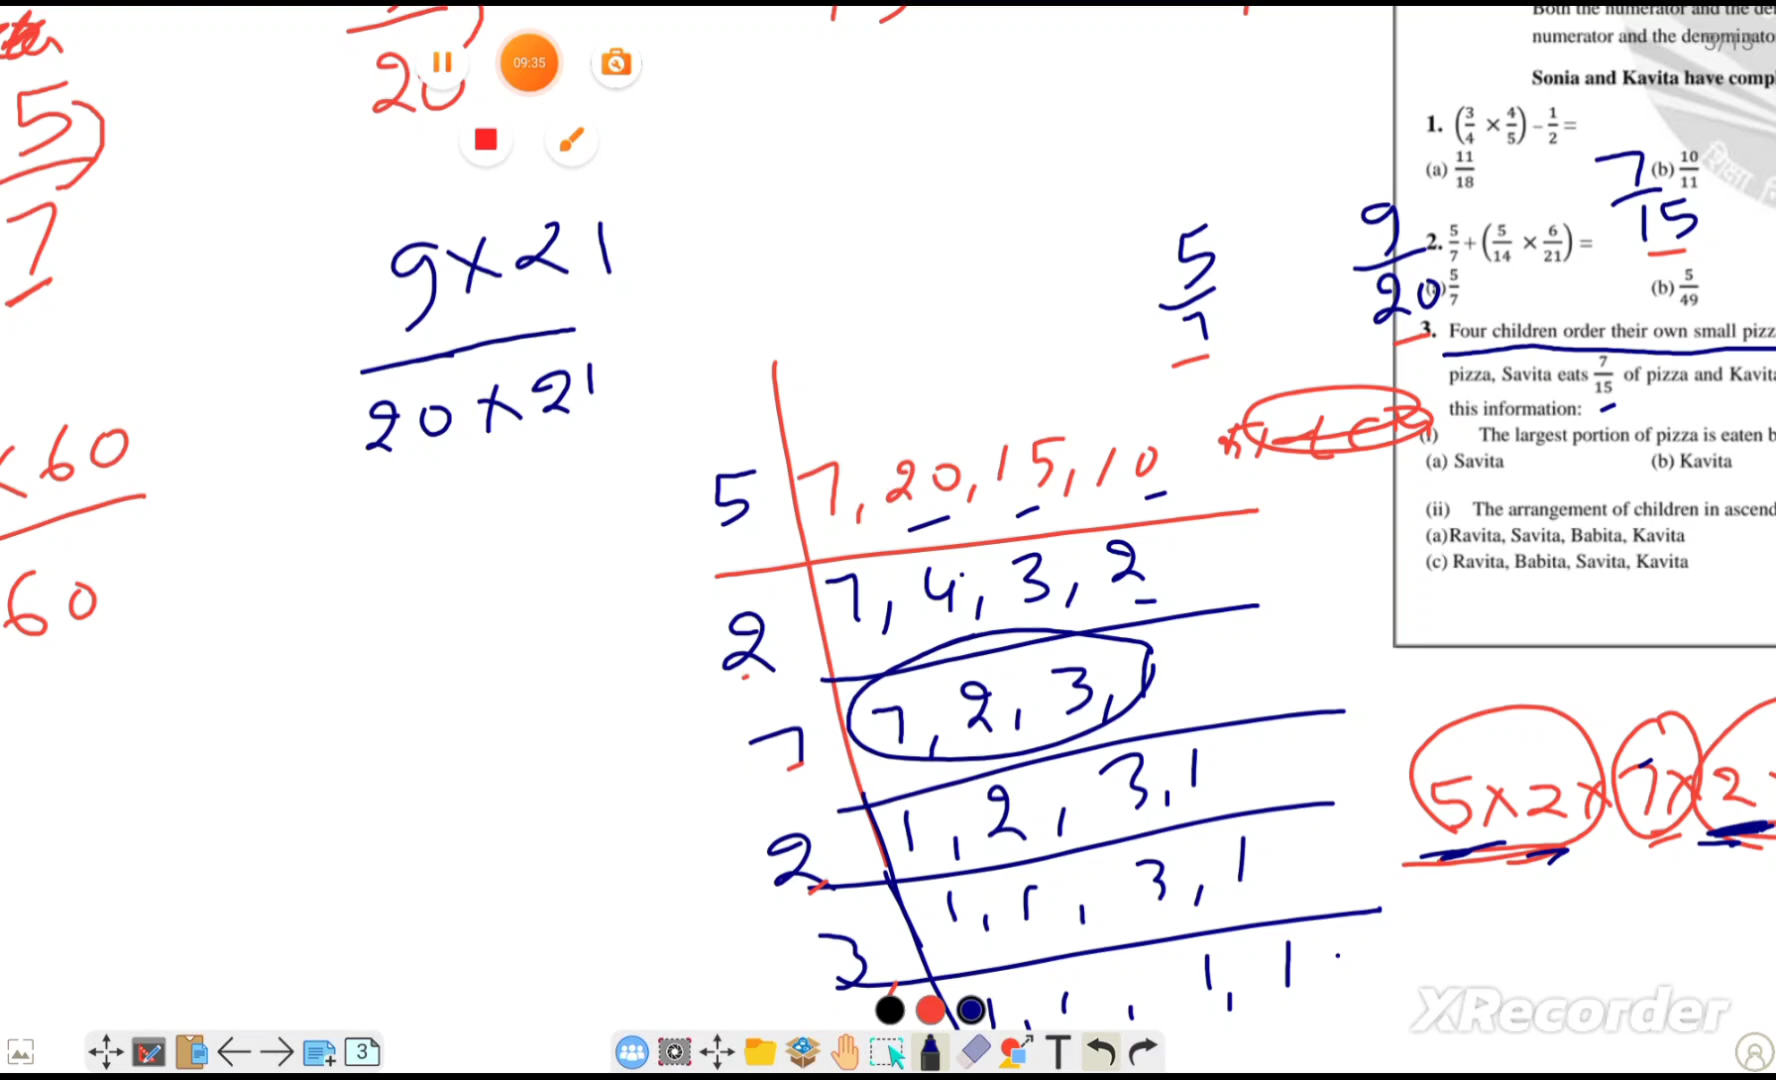 Both the numerator and the de
numerator and the denominato
Sonia and Kavita have comp
1. (3/4 × 4/5) - 1/2 =
(a) 11/18
(b) 10/11
7/15
2. 5/7 + (5/14 × 6/21) =
5/7
(b) 5/49
9/20
3. Four children order their own small pizz
pizza, Savita eats 7/15 of pizza and Kavita
this information:
(i) The largest portion of pizza is eaten b
(a) Savita
(b) Kavita
(ii) The arrangement of children in ascend
(a)Ravita, Savita, Babita, Kavita
(c) Ravita, Babita, Savita, Kavita
शिक्षा
20
09:35
5)
7
9 × 21
20 × 21
5/7
× 60
60
5 7, 20, 15, 10
2 7, 4, 3, 2
7 7, 2, 3, 1
2 1, 2, 3, 1
3 1, 1, 3, 1
1, 1, 1, 1
5 × 2 × 7 × 2
XRecorder
3
T